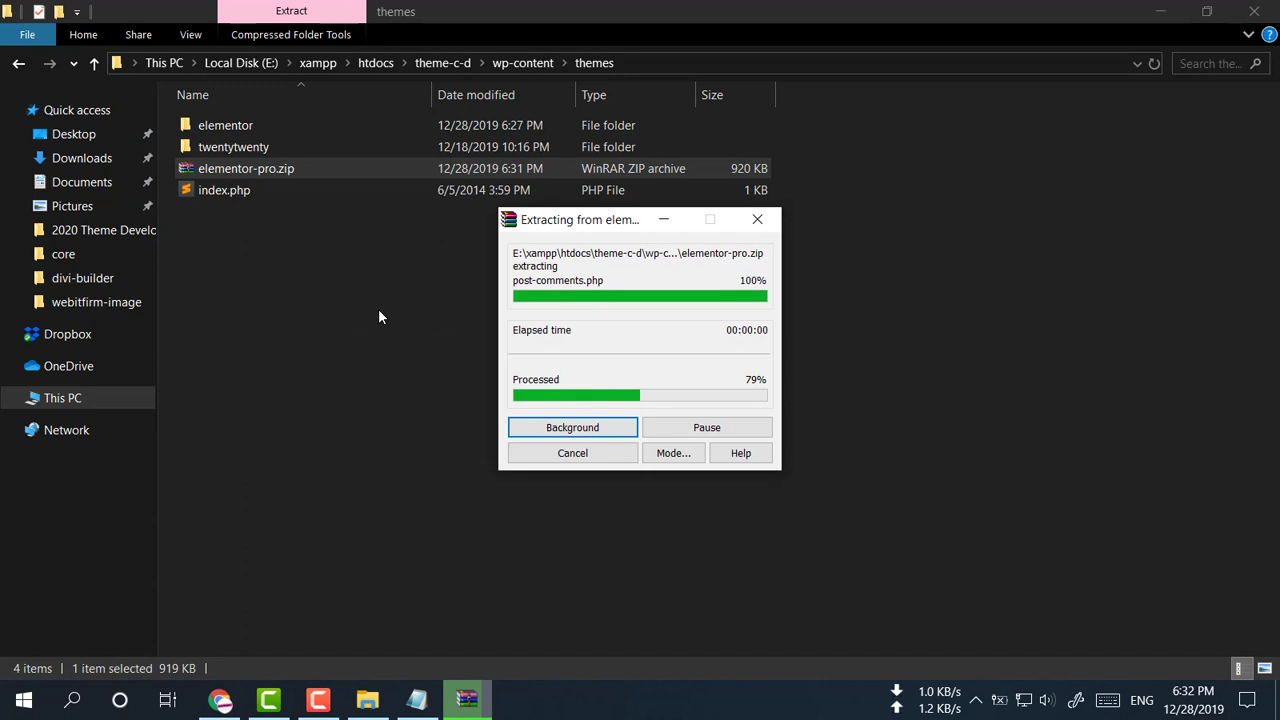 Extract
themes
File
Home
Share
View
Compressed Folder Tools
This PC
Local Disk (E:)
xampp
htdocs
theme-c-d
wp-content
themes
Search the...
Name
Date modified
Type
Size
Quick access
Desktop
Downloads
Documents
Pictures
2020 Theme Develo
core
divi-builder
webitfirm-image
Dropbox
OneDrive
This PC
Network
elementor 12/28/2019 6:27 PM File folder
twentytwenty 12/18/2019 10:16 PM File folder
elementor-pro.zip 12/28/2019 6:31 PM WinRAR ZIP archive 920 KB
index.php 6/5/2014 3:59 PM PHP File 1 KB
Extracting from elem...
E:\xampp\htdocs\theme-c-d\wp-c...\elementor-pro.zip
extracting
post-comments.php 100%
Elapsed time 00:00:00
Processed 79%
Background
Pause
Cancel
Mode...
Help
4 items
1 item selected 919 KB
1.0 KB/s
1.2 KB/s
ENG
6:32 PM
12/28/2019